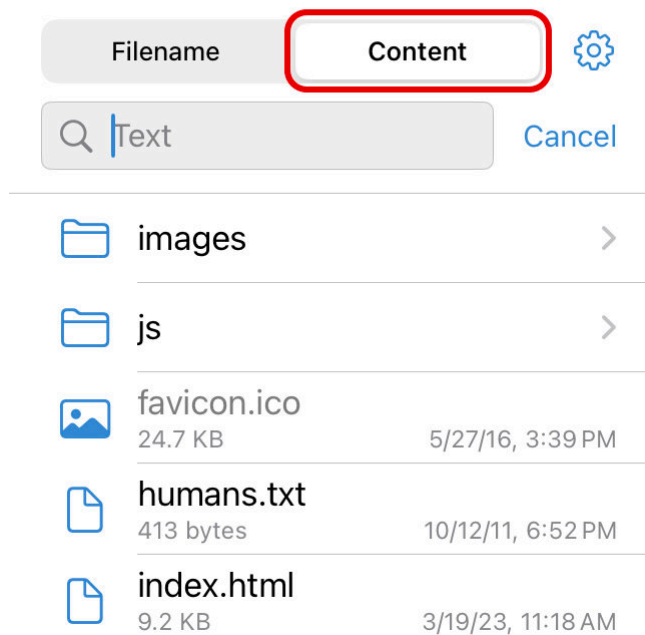 Filename Content
Text Cancel
images
js
favicon.ico
24.7 KB 5/27/16, 3:39 PM
humans.txt
413 bytes 10/12/11, 6:52 PM
index.html
9.2 KB 3/19/23, 11:18 AM